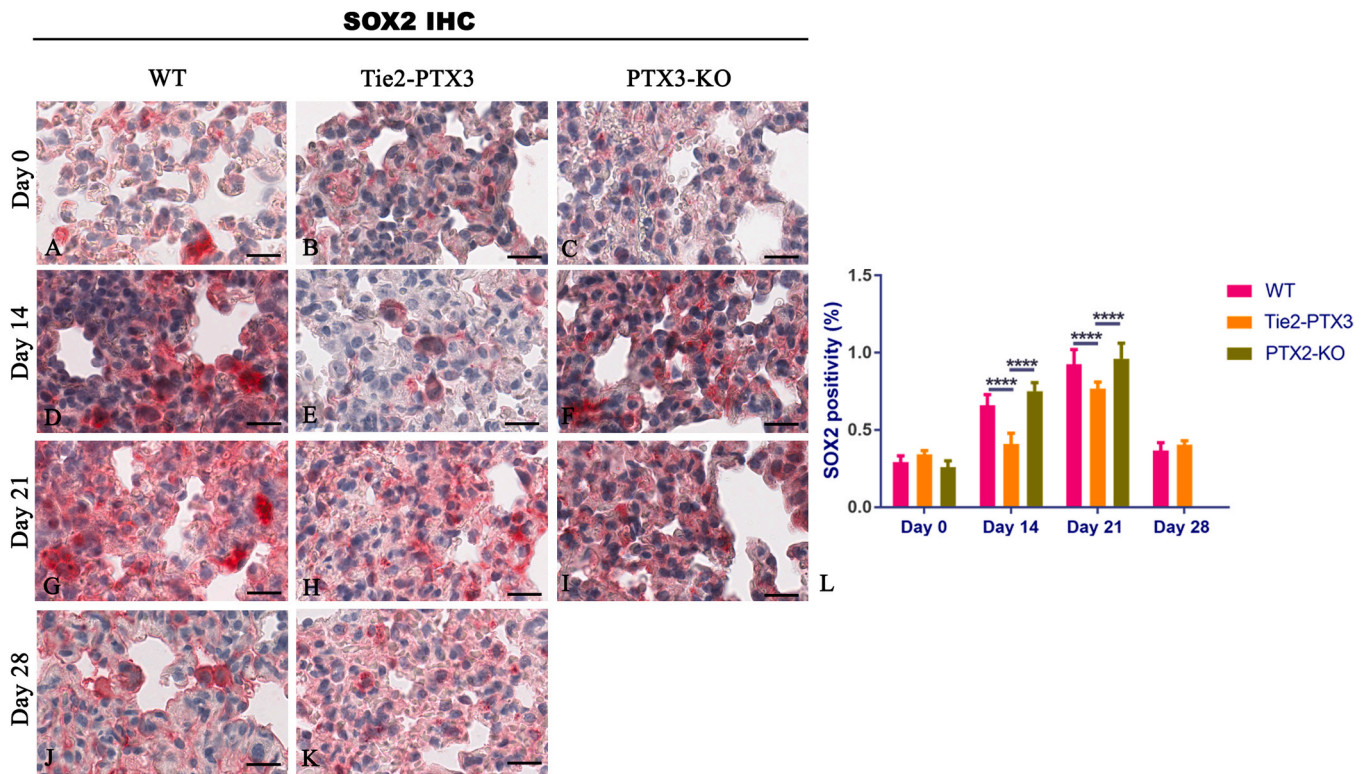 SOX2 IHC
WT Tie2-PTX3 PTX3-KO
Day 0
A B C
Day 14
D E F
Day 21
G H I
Day 28
J K
L
SOX2 positivity (%)
1.5
1.0
0.5
0.0
**** ****
**** ****
Day 0 Day 14 Day 21 Day 28
WT
Tie2-PTX3
PTX2-KO